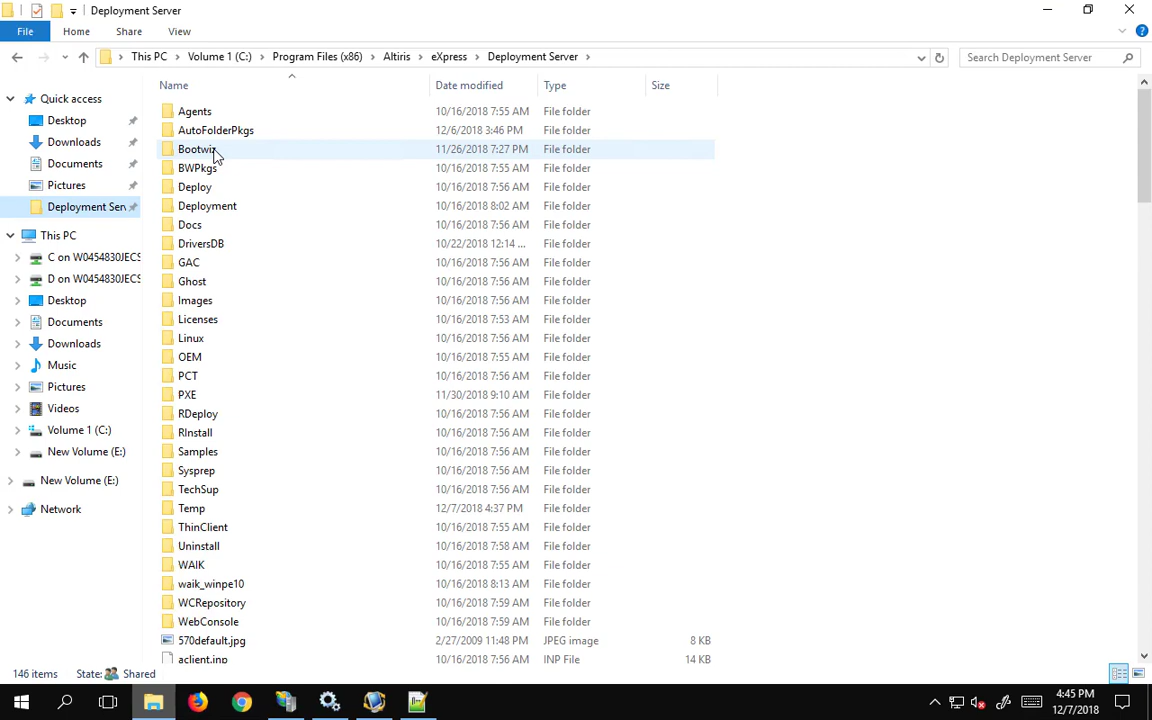 Deployment Server
File Home Share View
This PC > Volume 1 (C:) > Program Files (x86) > Altiris > eXpress > Deployment Server >
Search Deployment Server
Name Date modified Type Size
Quick access
Desktop
Downloads
Documents
Pictures
Deployment Serv
This PC
C on W0454830JECS
D on W0454830JECS
Desktop
Documents
Downloads
Music
Pictures
Videos
Volume 1 (C:)
New Volume (E:)
New Volume (E:)
Network
Agents 10/16/2018 7:55 AM File folder
AutoFolderPkgs 12/6/2018 3:46 PM File folder
Bootwiz 11/26/2018 7:27 PM File folder
BWPkgs 10/16/2018 7:55 AM File folder
Deploy 10/16/2018 7:56 AM File folder
Deployment 10/16/2018 8:02 AM File folder
Docs 10/16/2018 7:56 AM File folder
DriversDB 10/22/2018 12:14 ... File folder
GAC 10/16/2018 7:56 AM File folder
Ghost 10/16/2018 7:56 AM File folder
Images 10/16/2018 7:56 AM File folder
Licenses 10/16/2018 7:53 AM File folder
Linux 10/16/2018 7:56 AM File folder
OEM 10/16/2018 7:55 AM File folder
PCT 10/16/2018 7:56 AM File folder
PXE 11/30/2018 9:10 AM File folder
RDeploy 10/16/2018 7:56 AM File folder
RInstall 10/16/2018 7:56 AM File folder
Samples 10/16/2018 7:56 AM File folder
Sysprep 10/16/2018 7:56 AM File folder
TechSup 10/16/2018 7:56 AM File folder
Temp 12/7/2018 4:37 PM File folder
ThinClient 10/16/2018 7:55 AM File folder
Uninstall 10/16/2018 7:58 AM File folder
WAIK 10/16/2018 7:55 AM File folder
waik_winpe10 10/16/2018 8:13 AM File folder
WCRepository 10/16/2018 7:59 AM File folder
WebConsole 10/16/2018 7:59 AM File folder
570default.jpg 2/27/2009 11:48 PM JPEG image 8 KB
aclient.inp 10/16/2018 7:56 AM INP File 14 KB
146 items State: Shared
4:45 PM
12/7/2018